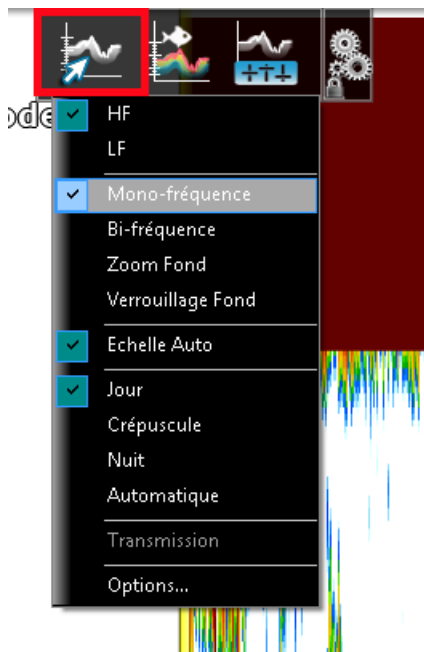 HF
LF
Mono-fréquence
Bi-fréquence
Zoom Fond
Verrouillage Fond
Echelle Auto
Jour
Crépuscule
Nuit
Automatique
Transmission
Options...